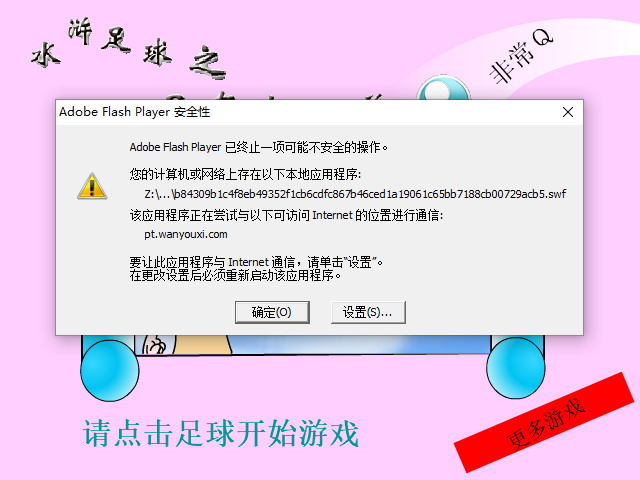 水浒足球之
非常Q
Adobe Flash Player 安全性
Adobe Flash Player 已终止一项可能不安全的操作。
您的计算机或网络上存在以下本地应用程序:
Z:\...\b84309b1c4f8eb49352f1cb6cdfc867b46ced1a19061c65bb7188cb00729acb5.swf
该应用程序正在尝试与以下可访问 Internet 的位置进行通信:
pt.wanyouxi.com
要让此应用程序与 Internet 通信，请单击“设置”。
在更改设置后必须重新启动该应用程序。
确定(O)
设置(S)...
请点击足球开始游戏
更多游戏